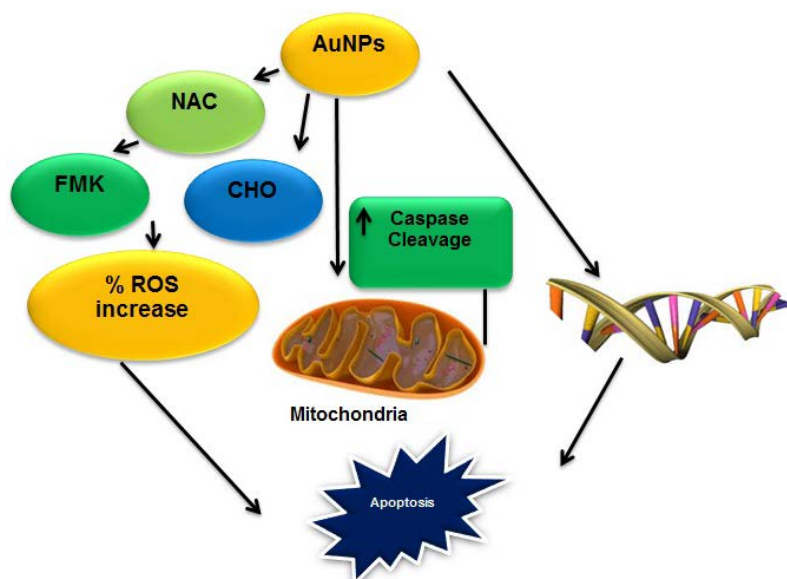 AuNPs
NAC
FMK
CHO
Caspase
Cleavage
% ROS
increase
Mitochondria
Apoptosis